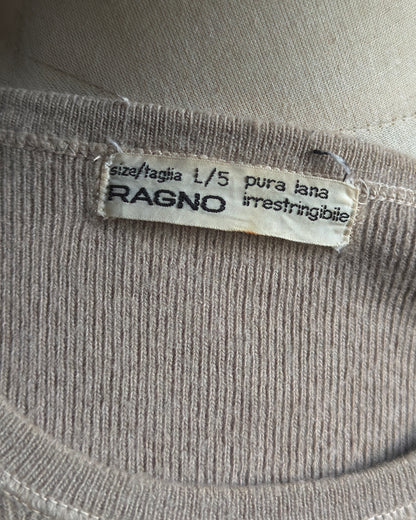 size/taglia L/5 pura lana
RAGNO irrestringibile